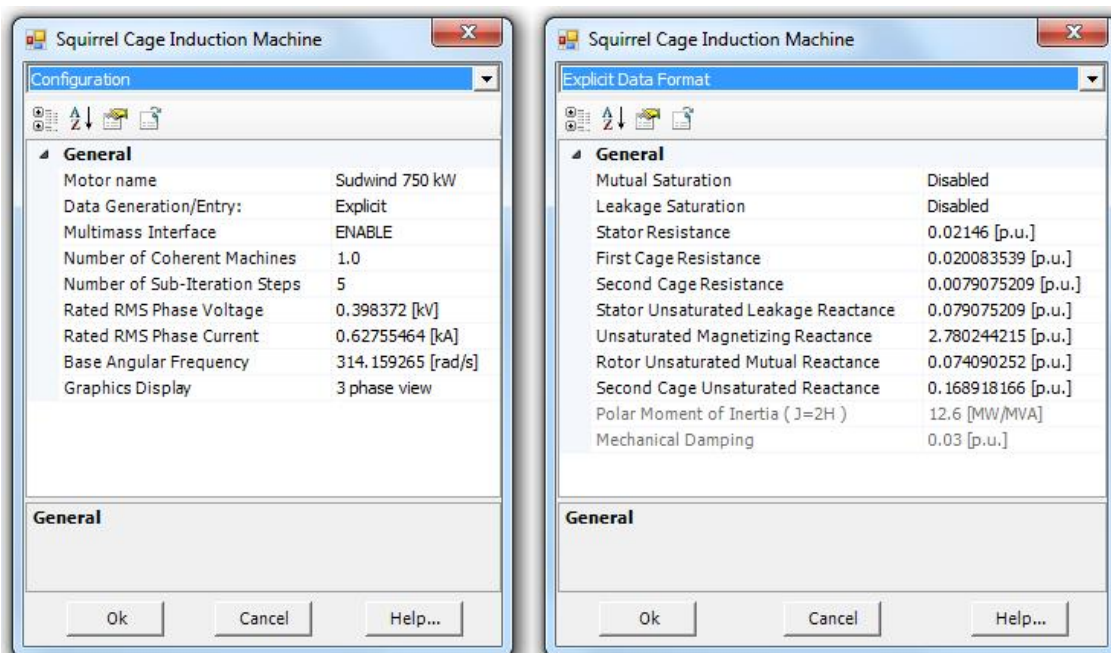 Squirrel Cage Induction Machine
Configuration
General
Motor name Sudwind 750 kW
Data Generation/Entry: Explicit
Multimass Interface ENABLE
Number of Coherent Machines 1.0
Number of Sub-Iteration Steps 5
Rated RMS Phase Voltage 0.398372 [kV]
Rated RMS Phase Current 0.62755464 [kA]
Base Angular Frequency 314.159265 [rad/s]
Graphics Display 3 phase view
General
Ok Cancel Help...
Squirrel Cage Induction Machine
Explicit Data Format
General
Mutual Saturation Disabled
Leakage Saturation Disabled
Stator Resistance 0.02146 [p.u.]
First Cage Resistance 0.020083539 [p.u.]
Second Cage Resistance 0.0079075209 [p.u.]
Stator Unsaturated Leakage Reactance 0.079075209 [p.u.]
Unsaturated Magnetizing Reactance 2.780244215 [p.u.]
Rotor Unsaturated Mutual Reactance 0.074090252 [p.u.]
Second Cage Unsaturated Reactance 0.168918166 [p.u.]
Polar Moment of Inertia ( J=2H ) 12.6 [MW/MVA]
Mechanical Damping 0.03 [p.u.]
General
Ok Cancel Help...